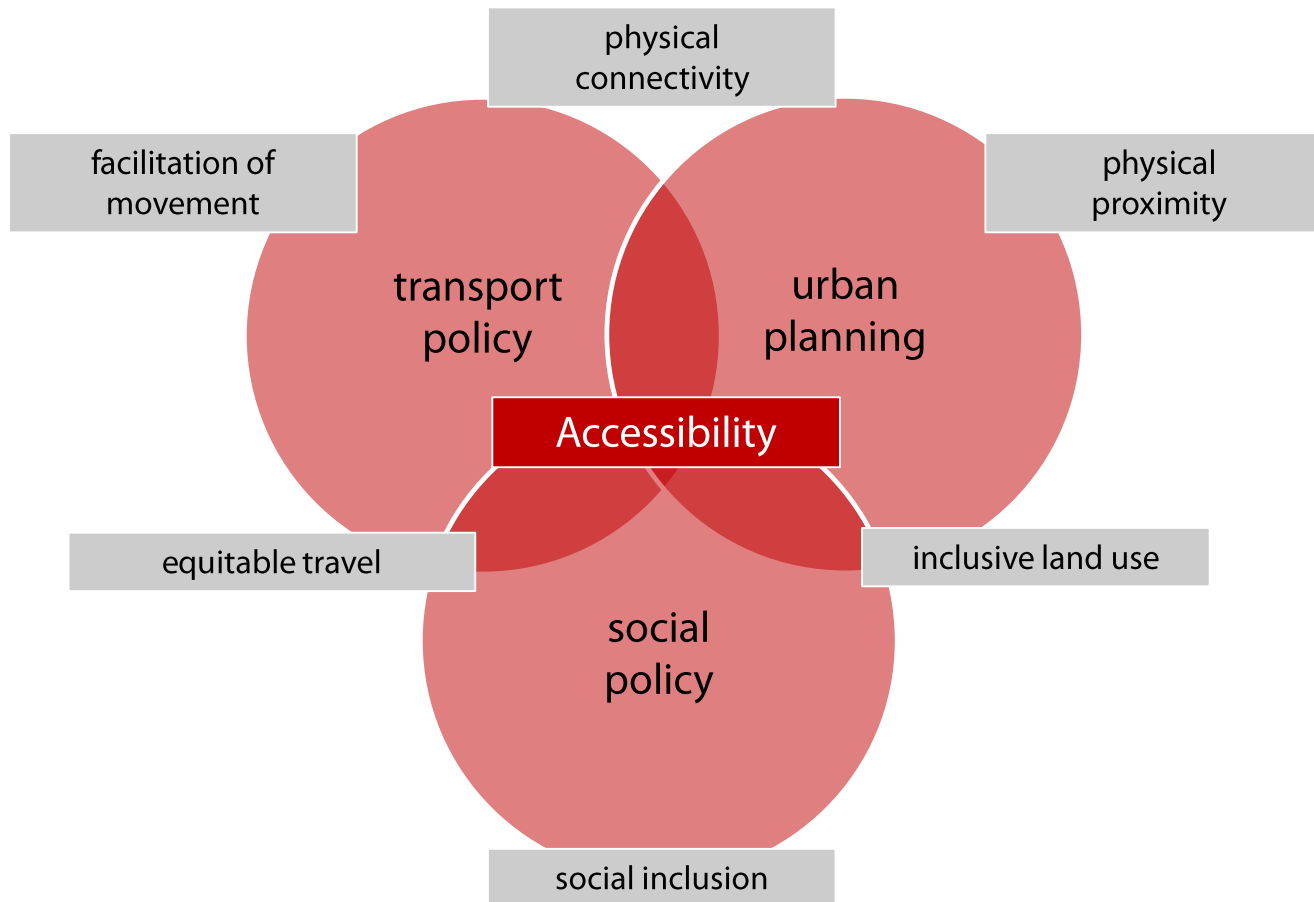 physical
connectivity
facilitation of
movement
physical
proximity
transport
policy
urban
planning
Accessibility
equitable travel
inclusive land use
social
policy
social inclusion